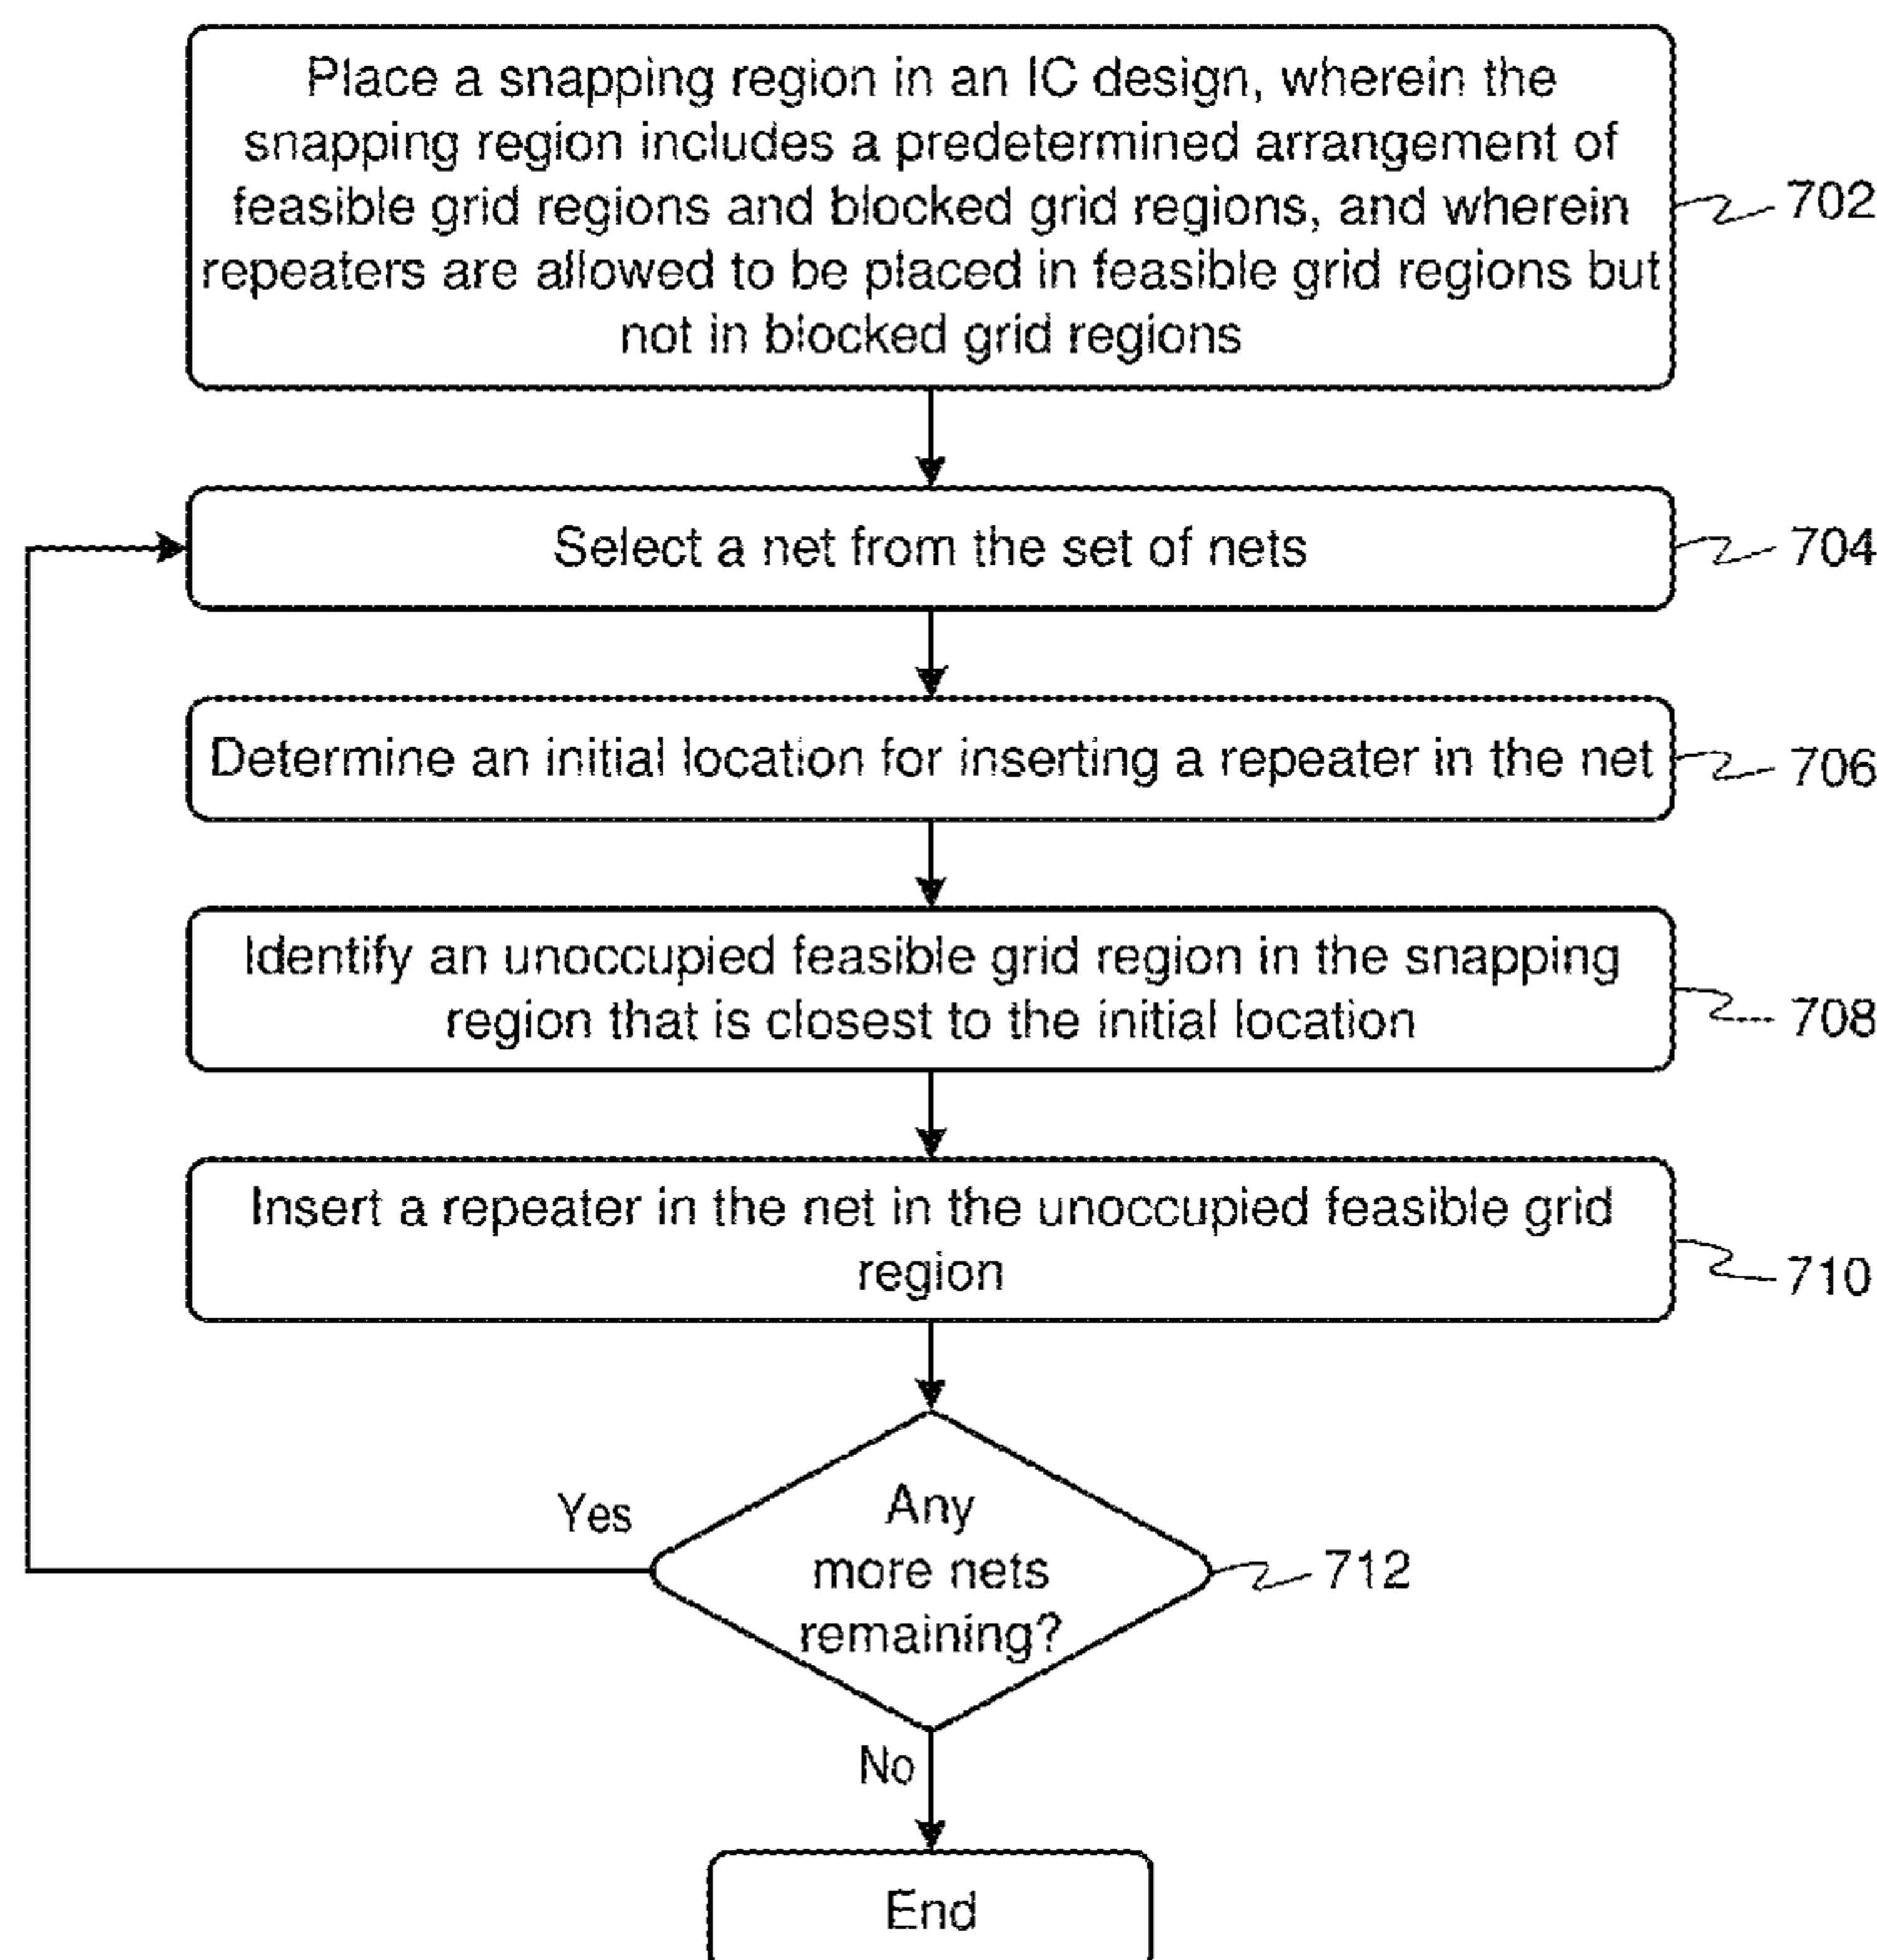 Place a snapping region in an IC design, wherein the
snapping region includes a predetermined arrangement of
feasible grid regions and blocked grid regions, and wherein
repeaters are allowed to be placed in feasible grid regions but
not in blocked grid regions
702
Select a net from the set of nets
704
Determine an initial location for inserting a repeater in the net
706
Identify an unoccupied feasible grid region in the snapping
region that is closest to the initial location
708
Insert a repeater in the net in the unoccupied feasible grid
region
710
Yes
Any
more nets
remaining?
712
No
End